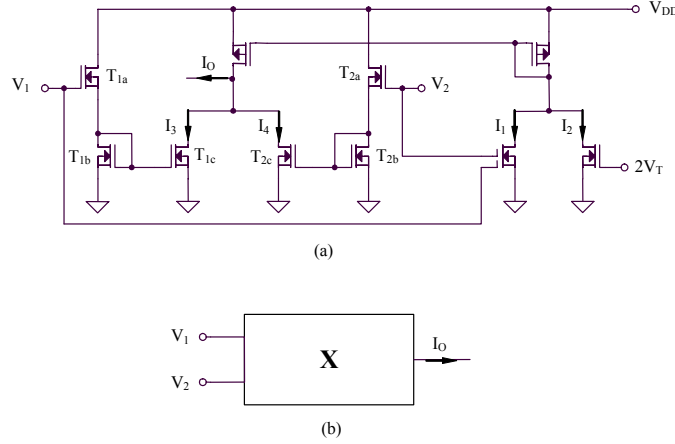 V_DD
I_O
T_1a
V_1
T_2a
V_2
I_3
I_4
I_1
I_2
T_1b
T_1c
T_2c
T_2b
2V_T
(a)
V_1
X
I_O
V_2
(b)